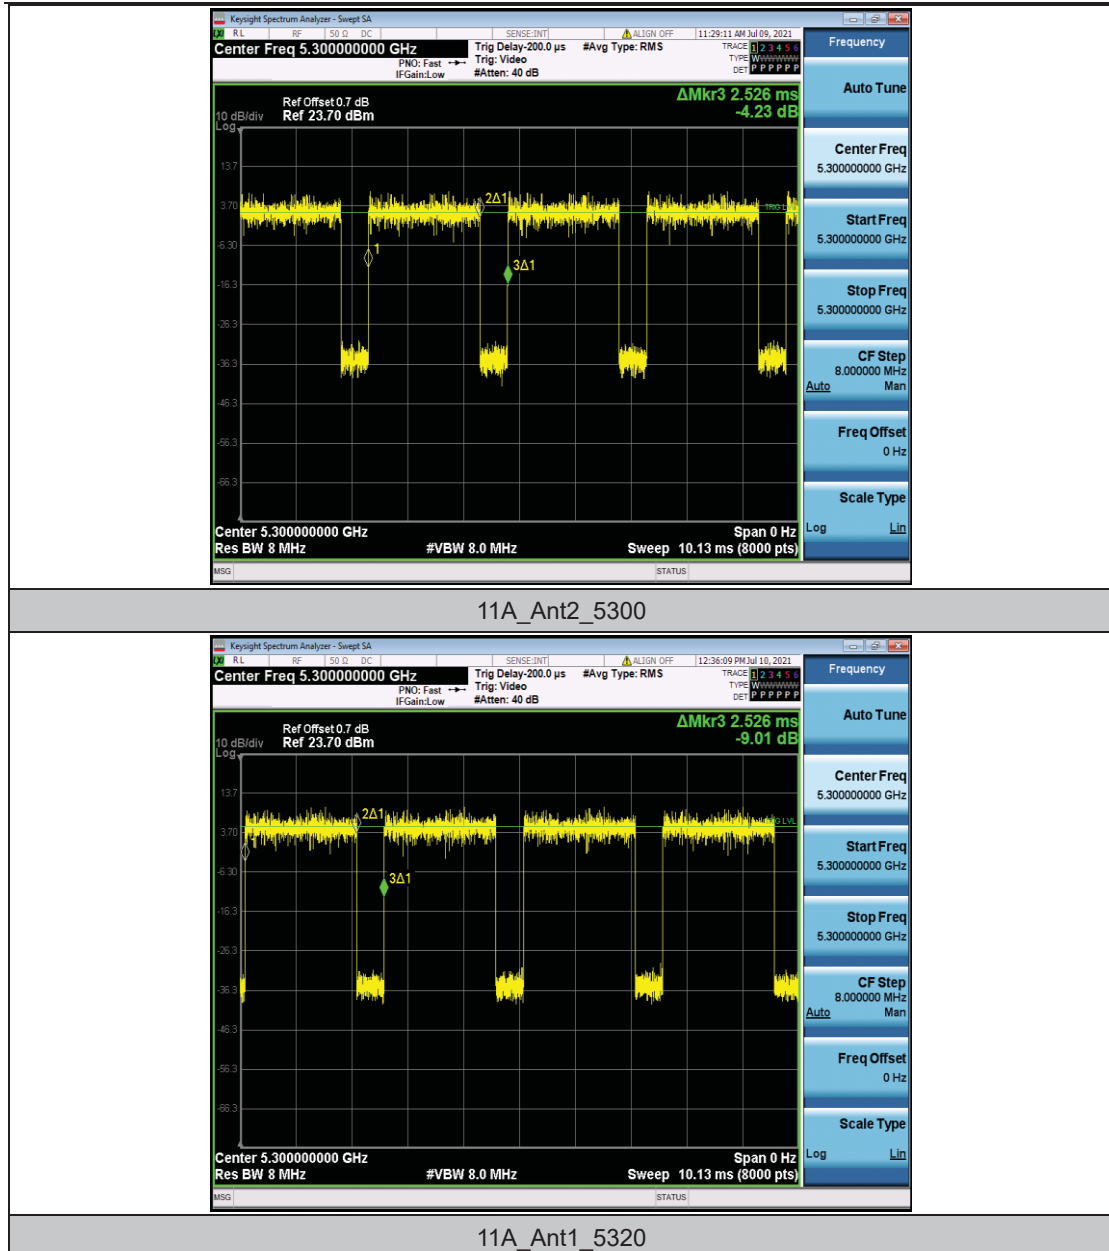 Keysight Spectrum Analyzer - Swept SA
LXI RL RF 50 Ω DC SENSE:INT ALIGN OFF 11:29:11 AM Jul 09, 2021
Center Freq 5.300000000 GHz
PNO: Fast
IFGain:Low
Trig Delay-200.0 µs
Trig: Video
#Atten: 40 dB
#Avg Type: RMS
TRACE 1 2 3 4 5 6
TYPE WWWWWW
DET P P P P P P
ΔMkr3 2.526 ms
-4.23 dB
Ref Offset 0.7 dB
10 dB/div Ref 23.70 dBm
Log
13.7
3.70
-6.30
-16.3
-26.3
-36.3
-46.3
-56.3
-66.3
2Δ1
1
3Δ1
Center 5.300000000 GHz Span 0 Hz
Res BW 8 MHz #VBW 8.0 MHz Sweep 10.13 ms (8000 pts)
MSG STATUS
Frequency
Auto Tune
Center Freq
5.300000000 GHz
Start Freq
5.300000000 GHz
Stop Freq
5.300000000 GHz
CF Step
8.000000 MHz
Auto Man
Freq Offset
0 Hz
Scale Type
Log Lin
11A_Ant2_5300
Keysight Spectrum Analyzer - Swept SA
LXI RL RF 50 Ω DC SENSE:INT ALIGN OFF 12:36:09 PM Jul 10, 2021
Center Freq 5.300000000 GHz
PNO: Fast
IFGain:Low
Trig Delay-200.0 µs
Trig: Video
#Atten: 40 dB
#Avg Type: RMS
TRACE 1 2 3 4 5 6
TYPE WWWWWW
DET P P P P P P
ΔMkr3 2.526 ms
-9.01 dB
Ref Offset 0.7 dB
10 dB/div Ref 23.70 dBm
Log
13.7
3.70
-6.30
-16.3
-26.3
-36.3
-46.3
-56.3
-66.3
2Δ1
3Δ1
Center 5.300000000 GHz Span 0 Hz
Res BW 8 MHz #VBW 8.0 MHz Sweep 10.13 ms (8000 pts)
MSG STATUS
Frequency
Auto Tune
Center Freq
5.300000000 GHz
Start Freq
5.300000000 GHz
Stop Freq
5.300000000 GHz
CF Step
8.000000 MHz
Auto Man
Freq Offset
0 Hz
Scale Type
Log Lin
11A_Ant1_5320